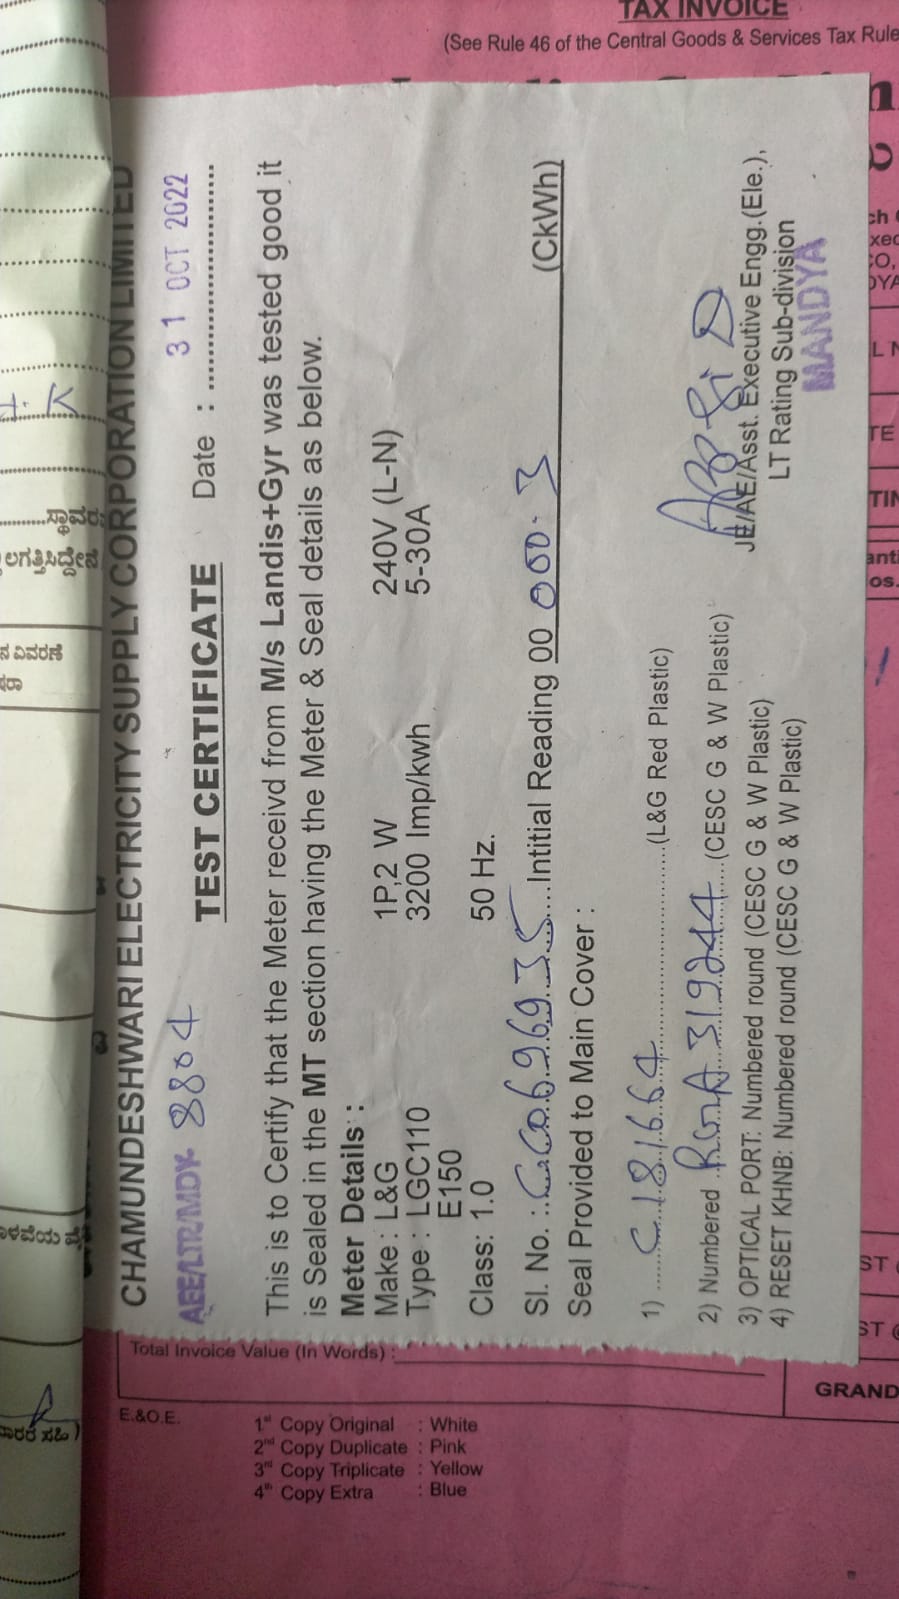 TAX INVOICE
(See Rule 46 of the Central Goods & Services Tax Rule
CHAMUNDESHWARI ELECTRICITY SUPPLY CORPORATION LIMITED
AEE/LTR/MDY 8804
31 OCT 2022
TEST CERTIFICATE Date : ........................
This is to Certify that the Meter receivd from M/s Landis+Gyr was tested good it
is Sealed in the MT section having the Meter & Seal details as below.
Meter Details :
Make : L&G 1P,2 W 240V (L-N)
Type : LGC110 3200 Imp/kwh 5-30A
E150
Class: 1.0 50 Hz.
Sl. No. : 696935 Intitial Reading 00 000.3 (CkWh)
Seal Provided to Main Cover :
1) C181664 (L&G Red Plastic)
2) Numbered 319244 (CESC G & W Plastic)
3) OPTICAL PORT: Numbered round (CESC G & W Plastic)
4) RESET KHNB: Numbered round (CESC G & W Plastic)
JE/AE/Asst. Executive Engg.(Ele.),
LT Rating Sub-division
MANDYA
Total Invoice Value (In Words) :
GRAND
E.&O.E.
1st Copy Original : White
2nd Copy Duplicate : Pink
3rd Copy Triplicate : Yellow
4th Copy Extra : Blue